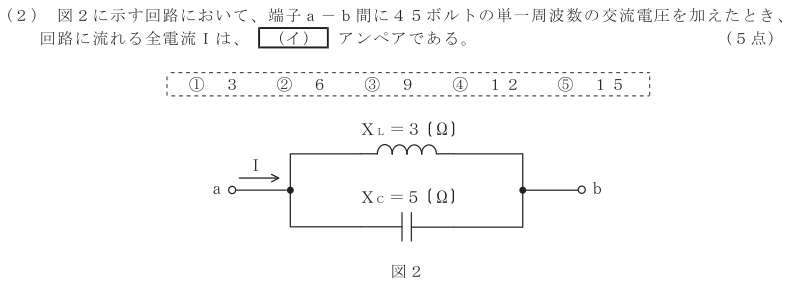 (2) 図2に示す回路において、端子a-b間に45ボルトの単一周波数の交流電圧を加えたとき、
回路に流れる全電流Iは、 (イ) アンペアである。 (5点)
① 3 ② 6 ③ 9 ④ 12 ⑤ 15
XL=3〔Ω〕
I
a
b
XC=5〔Ω〕
図2